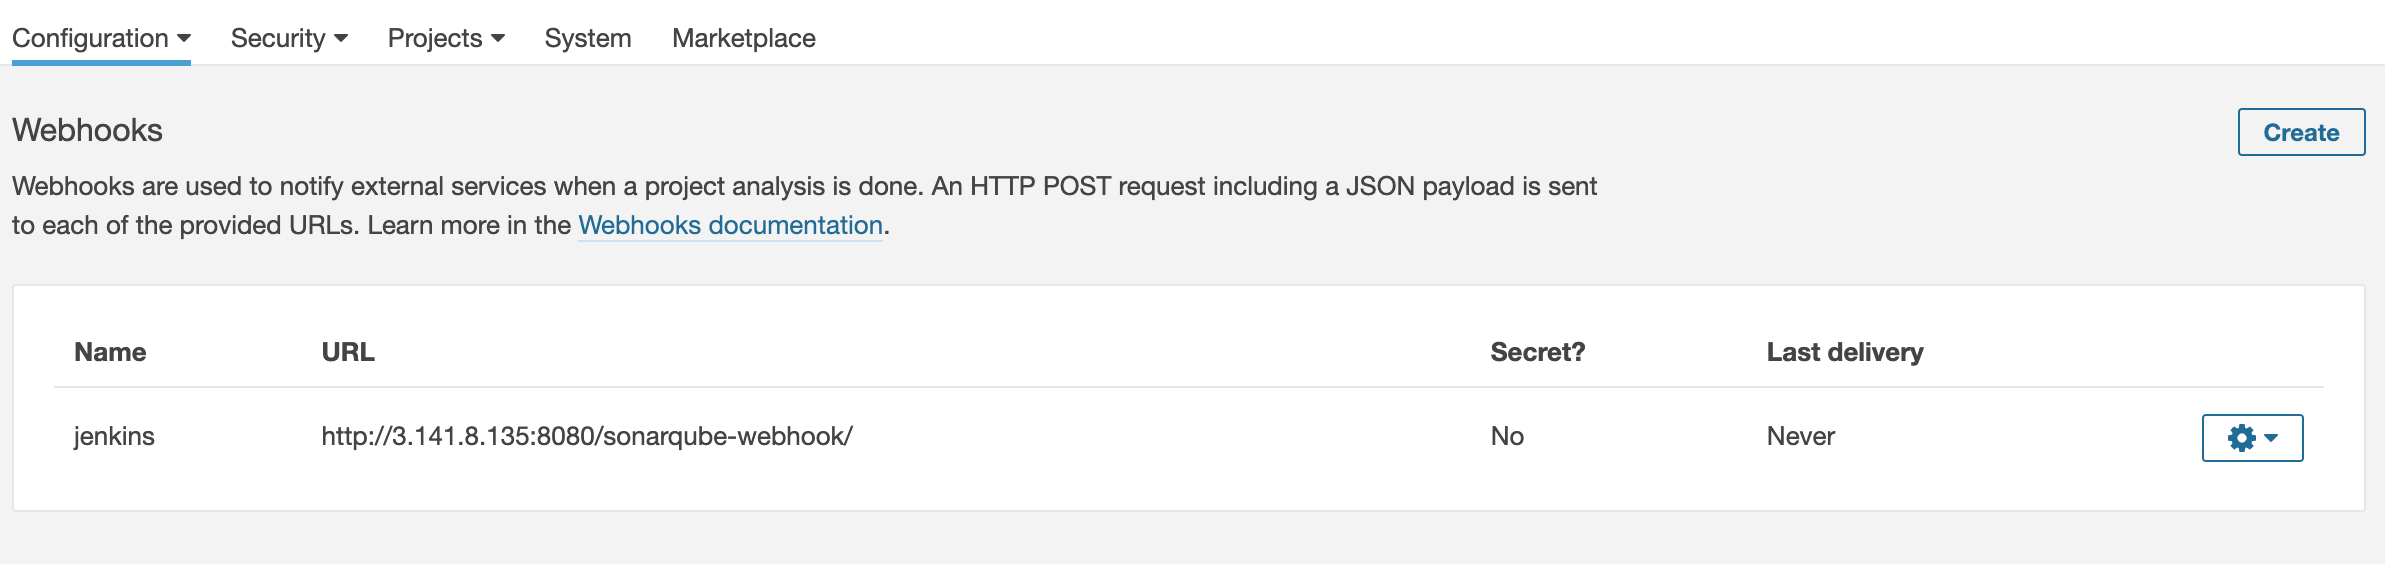 Configuration Security Projects System Marketplace
Webhooks
Create
Webhooks are used to notify external services when a project analysis is done. An HTTP POST request including a JSON payload is sent
to each of the provided URLs. Learn more in the Webhooks documentation.
Name URL Secret? Last delivery
jenkins http://3.141.8.135:8080/sonarqube-webhook/ No Never